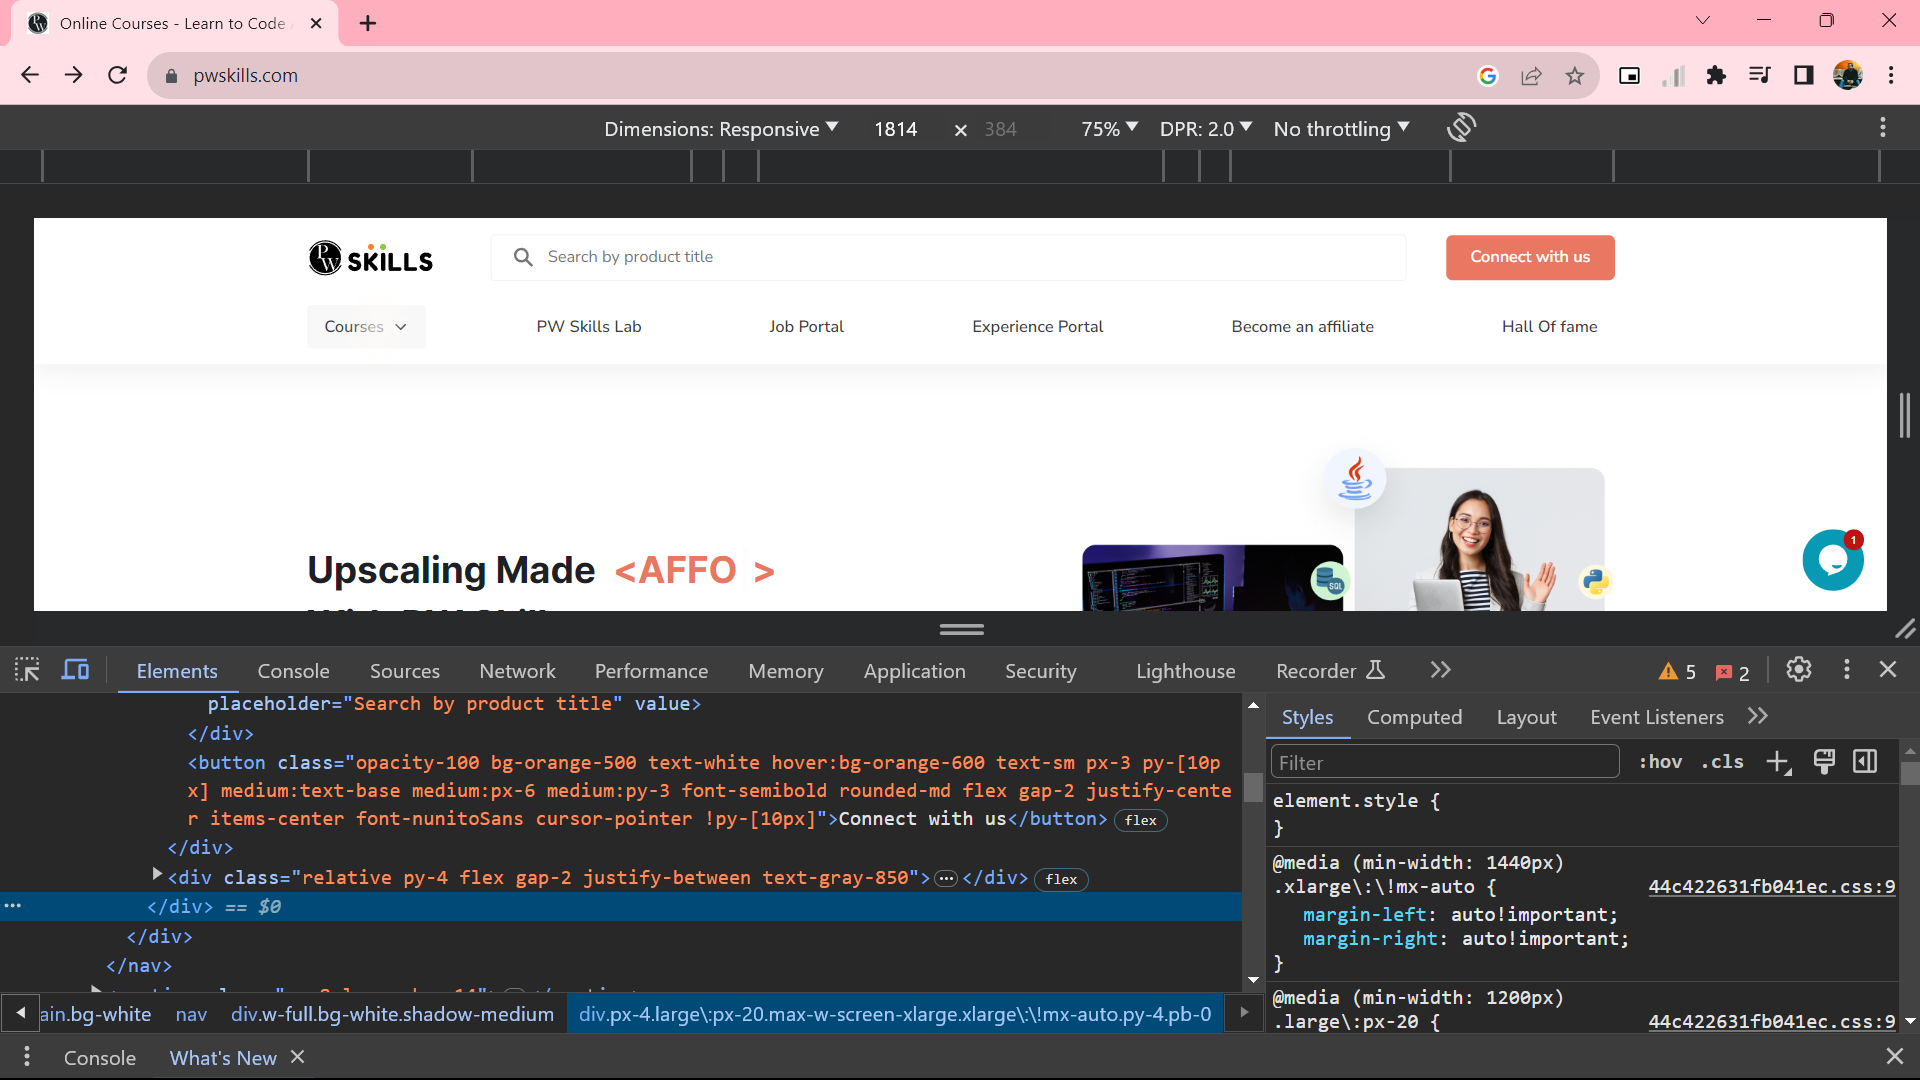 Online Courses - Learn to Code
pwskills.com
Dimensions: Responsive 1814 × 384 75% DPR: 2.0 No throttling
PW SKILLS
Search by product title
Connect with us
Courses
PW Skills Lab
Job Portal
Experience Portal
Become an affiliate
Hall Of fame
SQL
1
Upscaling Made <AFFO >
Elements Console Sources Network Performance Memory Application Security Lighthouse Recorder 5 2
placeholder="Search by product title" value>
</div>
<button class="opacity-100 bg-orange-500 text-white hover:bg-orange-600 text-sm px-3 py-[10p
x] medium:text-base medium:px-6 medium:py-3 font-semibold rounded-md flex gap-2 justify-cente
r items-center font-nunitoSans cursor-pointer !py-[10px]">Connect with us</button> flex
</div>
<div class="relative py-4 flex gap-2 justify-between text-gray-850">…</div> flex
</div> == $0
</div>
</nav>
ain.bg-white nav div.w-full.bg-white.shadow-medium div.px-4.large\:px-20.max-w-screen-xlarge.xlarge\:\!mx-auto.py-4.pb-0
Styles Computed Layout Event Listeners
Filter :hov .cls
element.style {
}
@media (min-width: 1440px)
.xlarge\:\!mx-auto { 44c422631fb041ec.css:9
margin-left: auto!important;
margin-right: auto!important;
}
@media (min-width: 1200px)
.large\:px-20 { 44c422631fb041ec.css:9
Console What's New